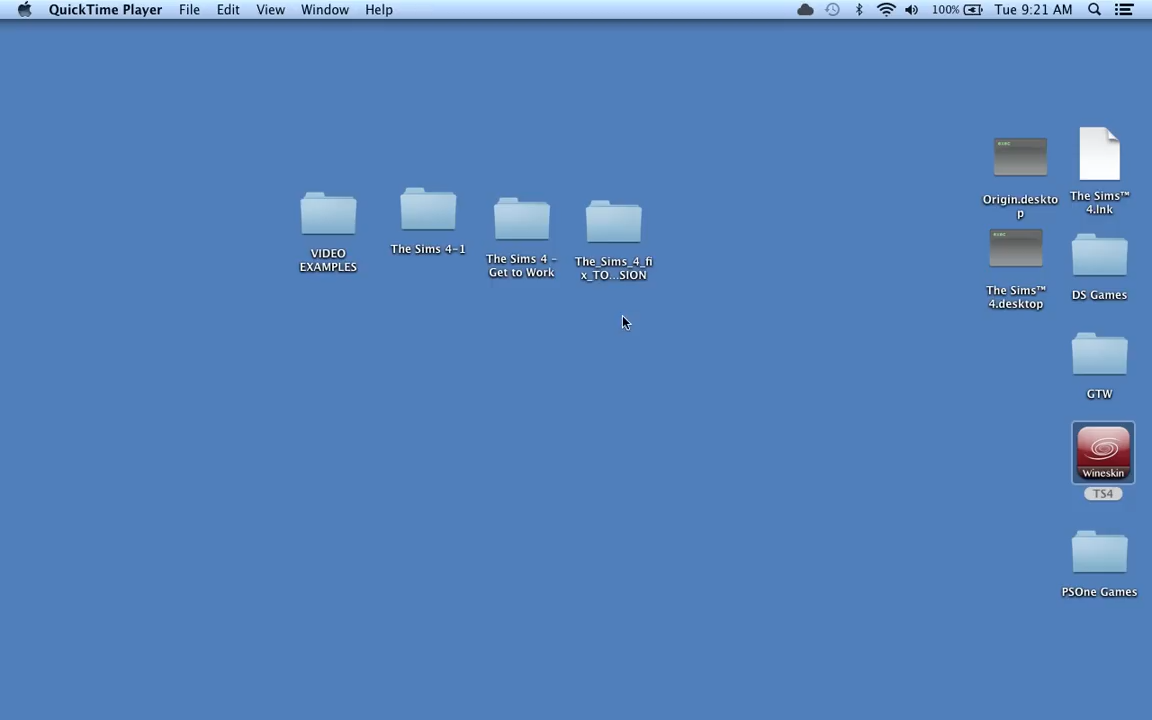 QuickTime Player File Edit View Window Help 100% Tue 9:21 AM
Origin.deskto
p
The Sims™
4.lnk
VIDEO
EXAMPLES
The Sims 4-1
The Sims 4 -
Get to Work
The_Sims_4_fi
x_TO...SION
The Sims™
4.desktop
DS Games
GTW
Wineskin
TS4
PSOne Games